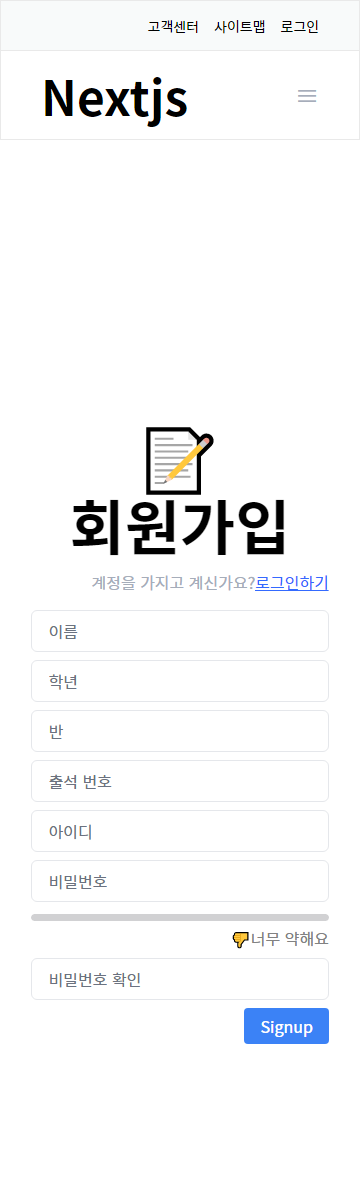 고객센터 사이트맵 로그인
Nextjs
회원가입
계정을 가지고 계신가요?로그인하기
이름
학년
반
출석 번호
아이디
비밀번호
너무 약해요
비밀번호 확인
Signup